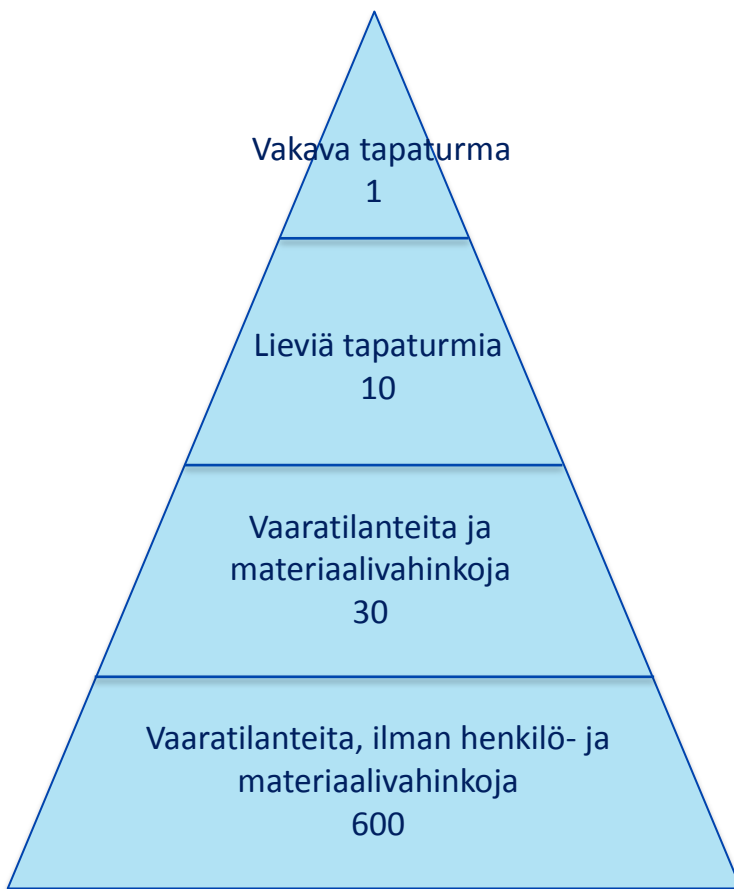 Vakava tapaturma
1
Lieviä tapaturmia
10
Vaaratilanteita ja
materiaalivahinkoja
30
Vaaratilanteita, ilman henkilö- ja
materiaalivahinkoja
600